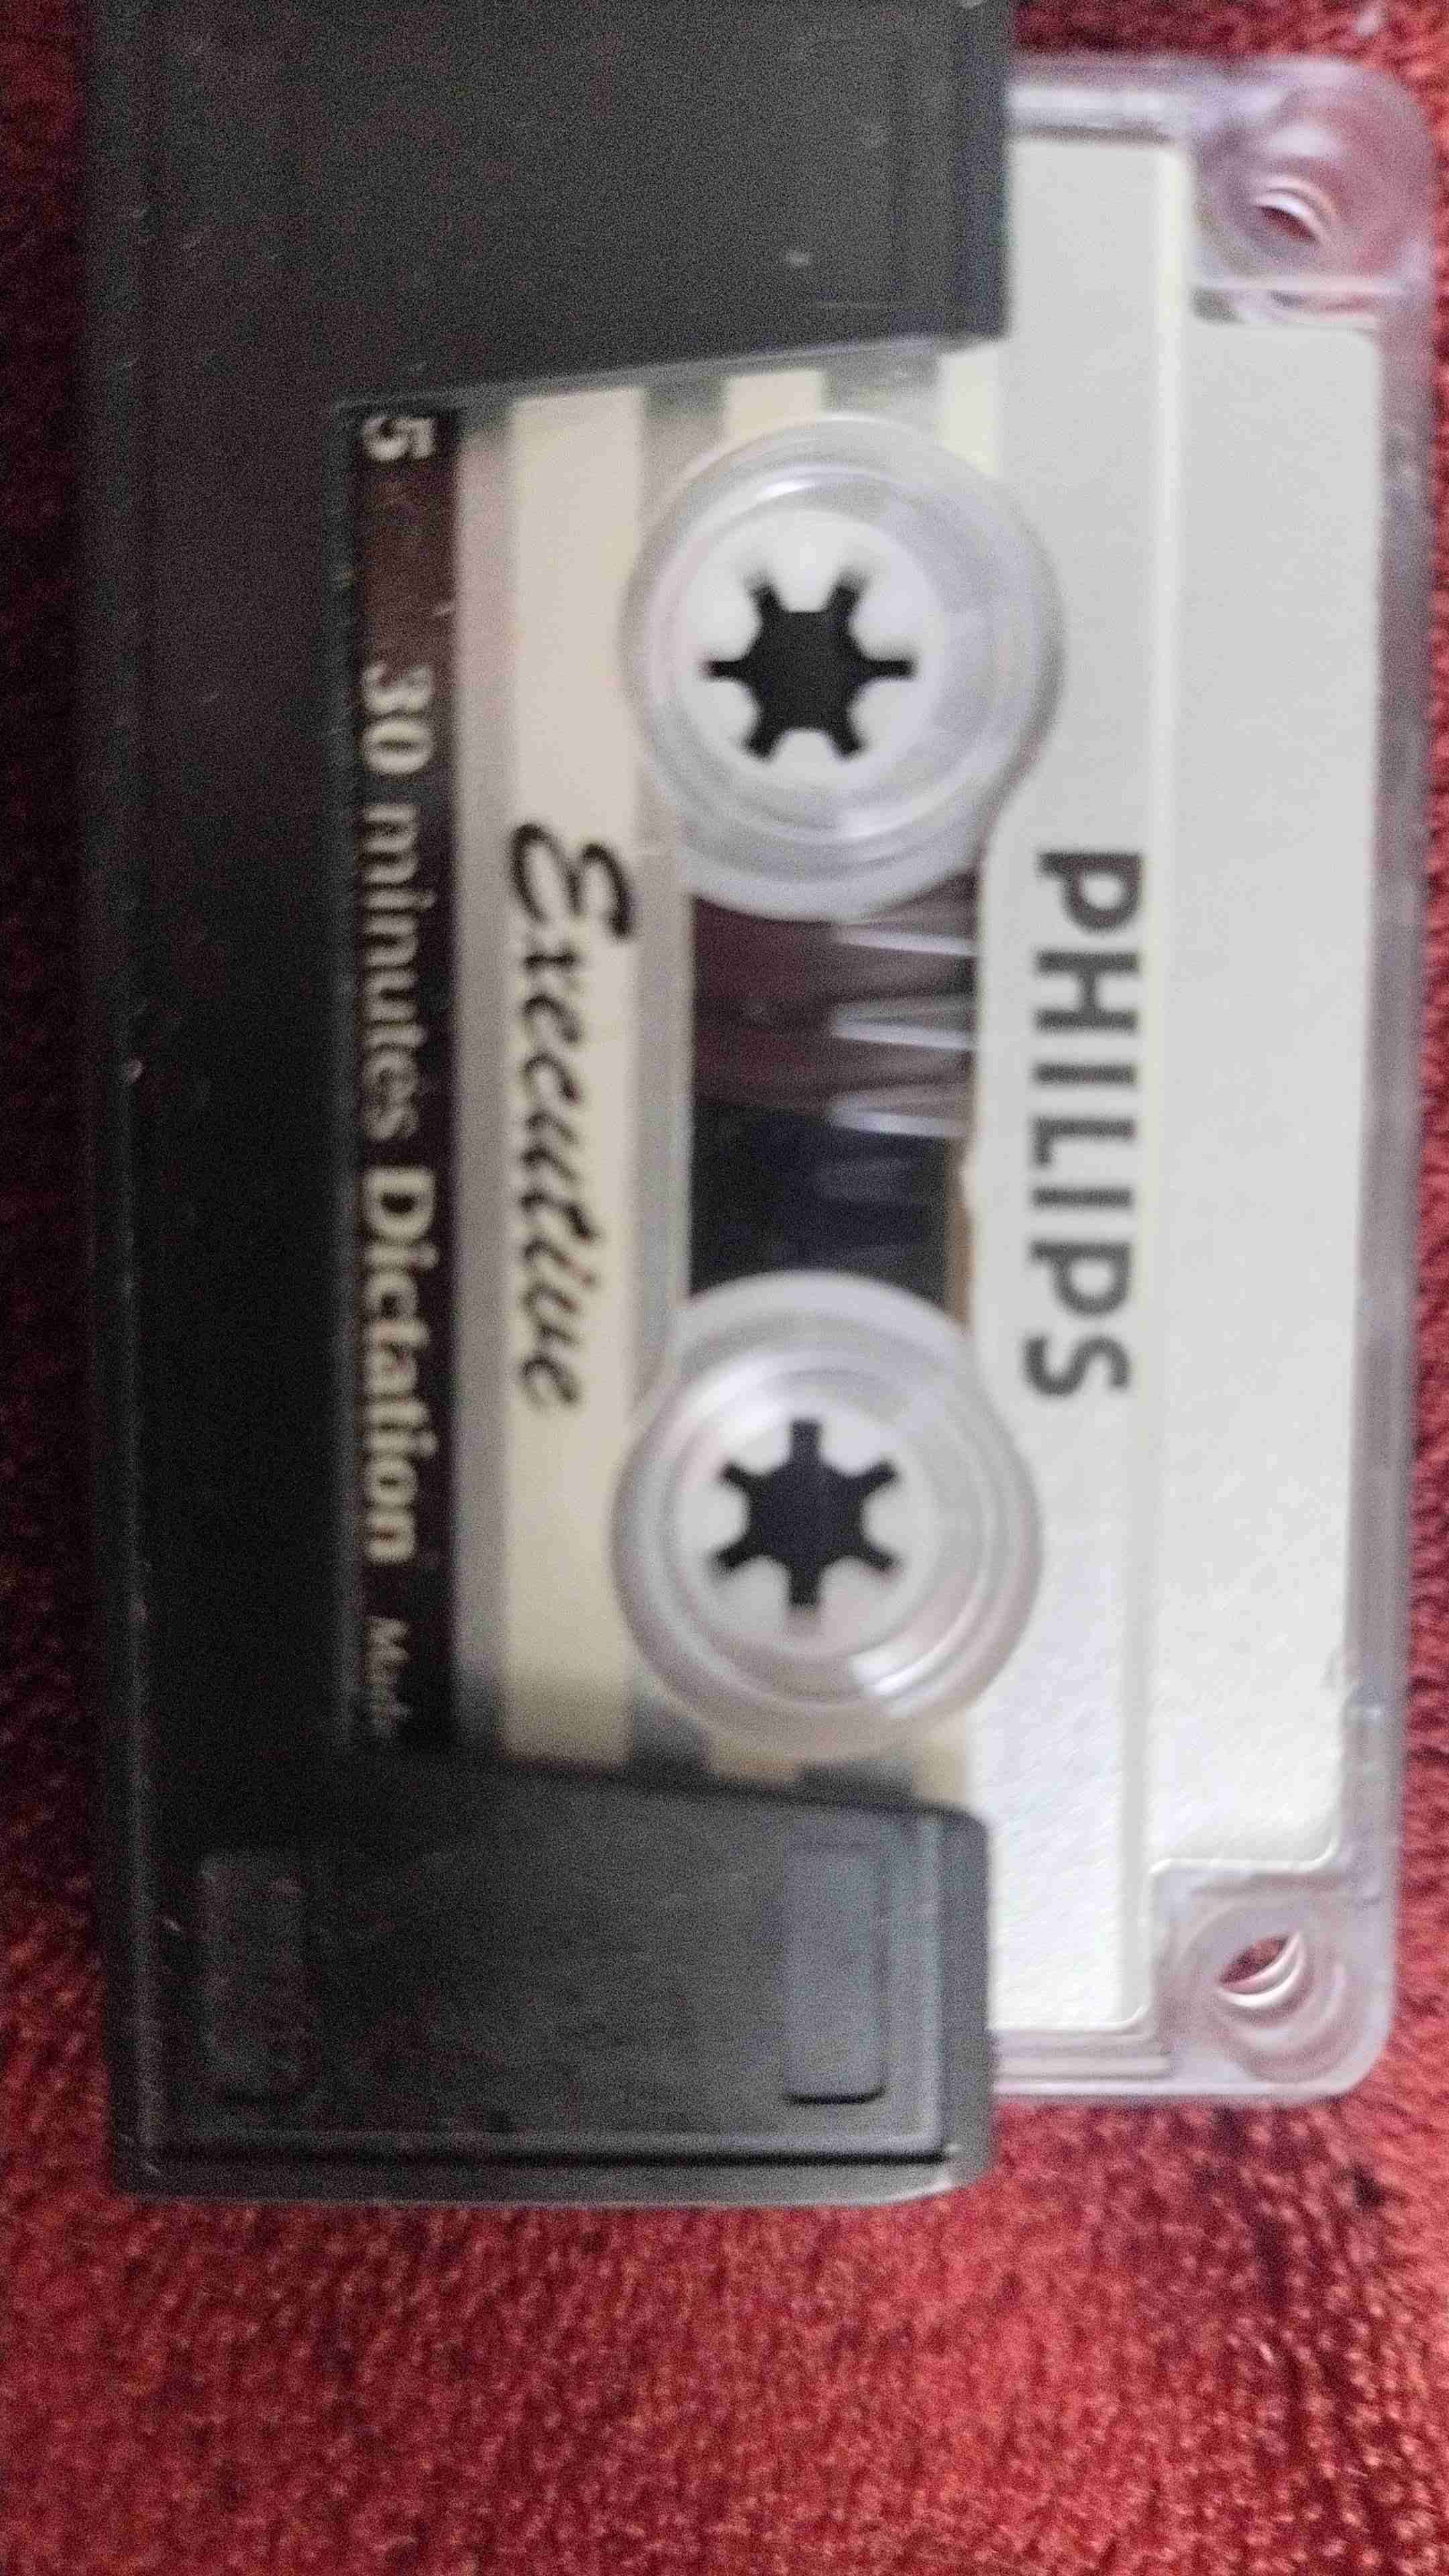 PHILIPS
Executive
5 30 minutes Dictation